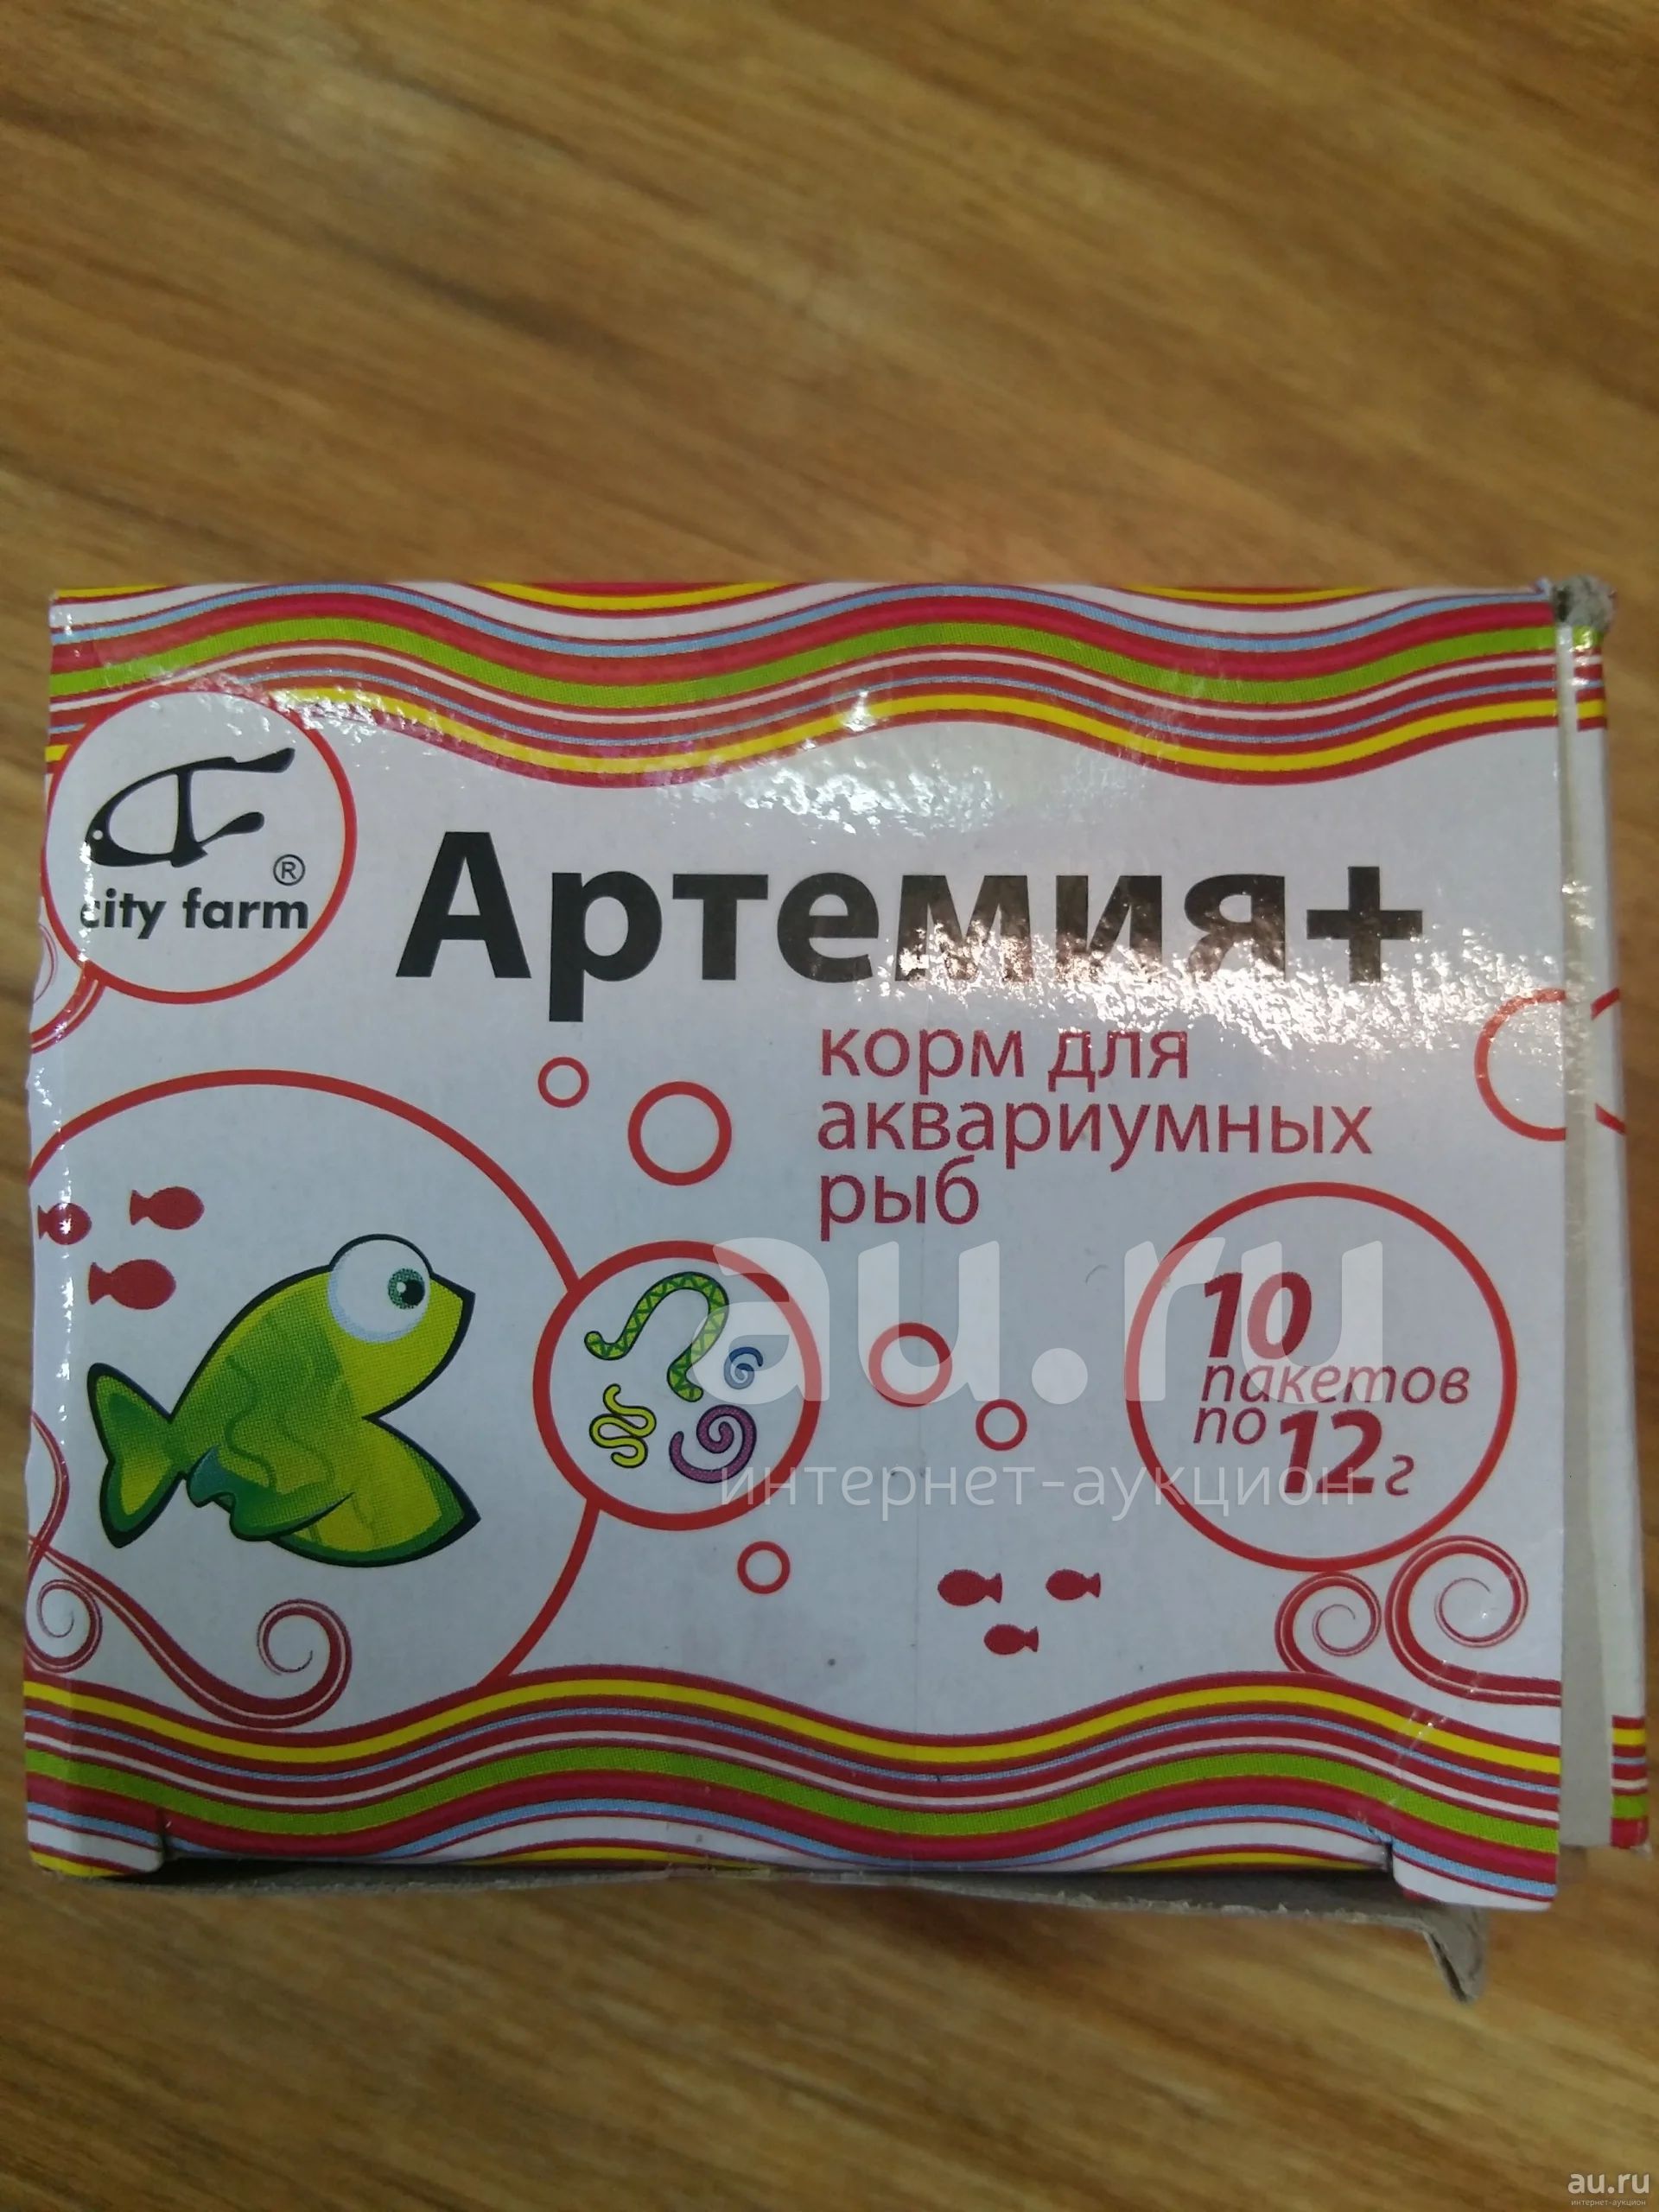 city farm ®
Артемия+
корм для
аквариумных
рыб
au.ru
интернет-аукцион
10
пакетов
по 12 г
au.ru
интернет-аукцион